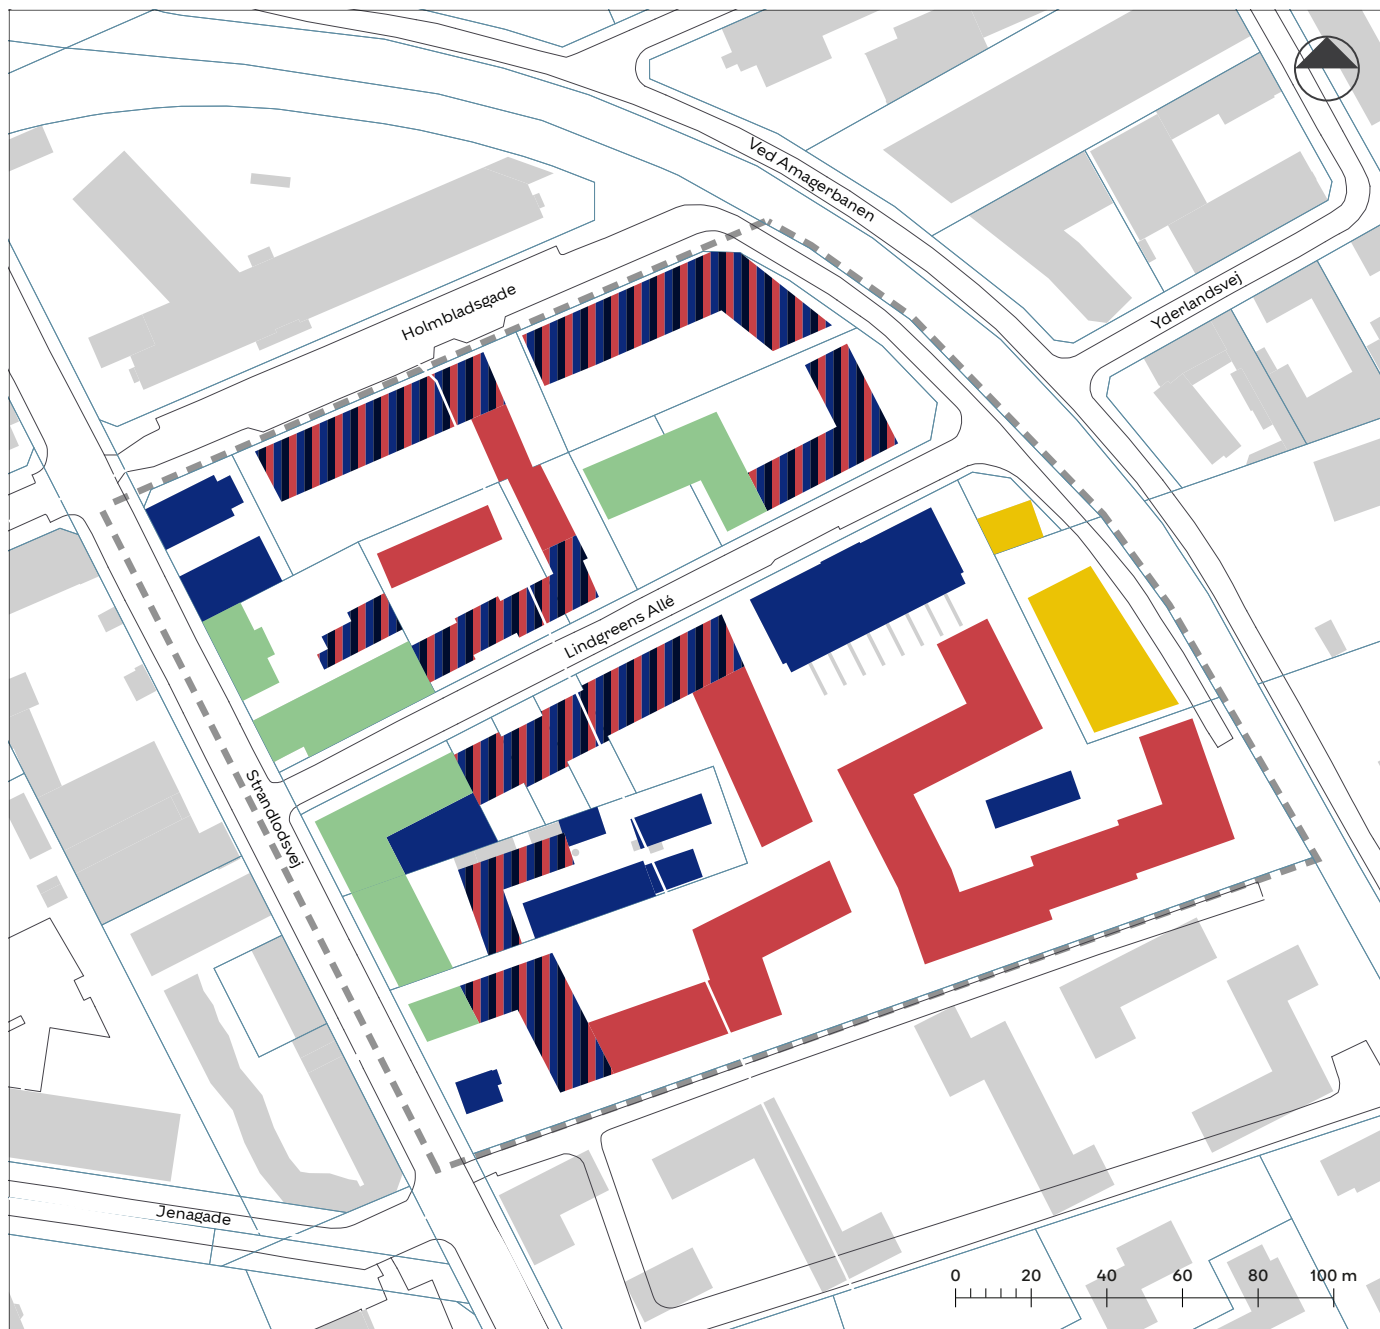 Ved Amagerbanen
Holmbladsgade
Yderlandsvej
Lindgreens Allé
Strandlodsvej
Jenagade
0 20 40 60 80 100 m